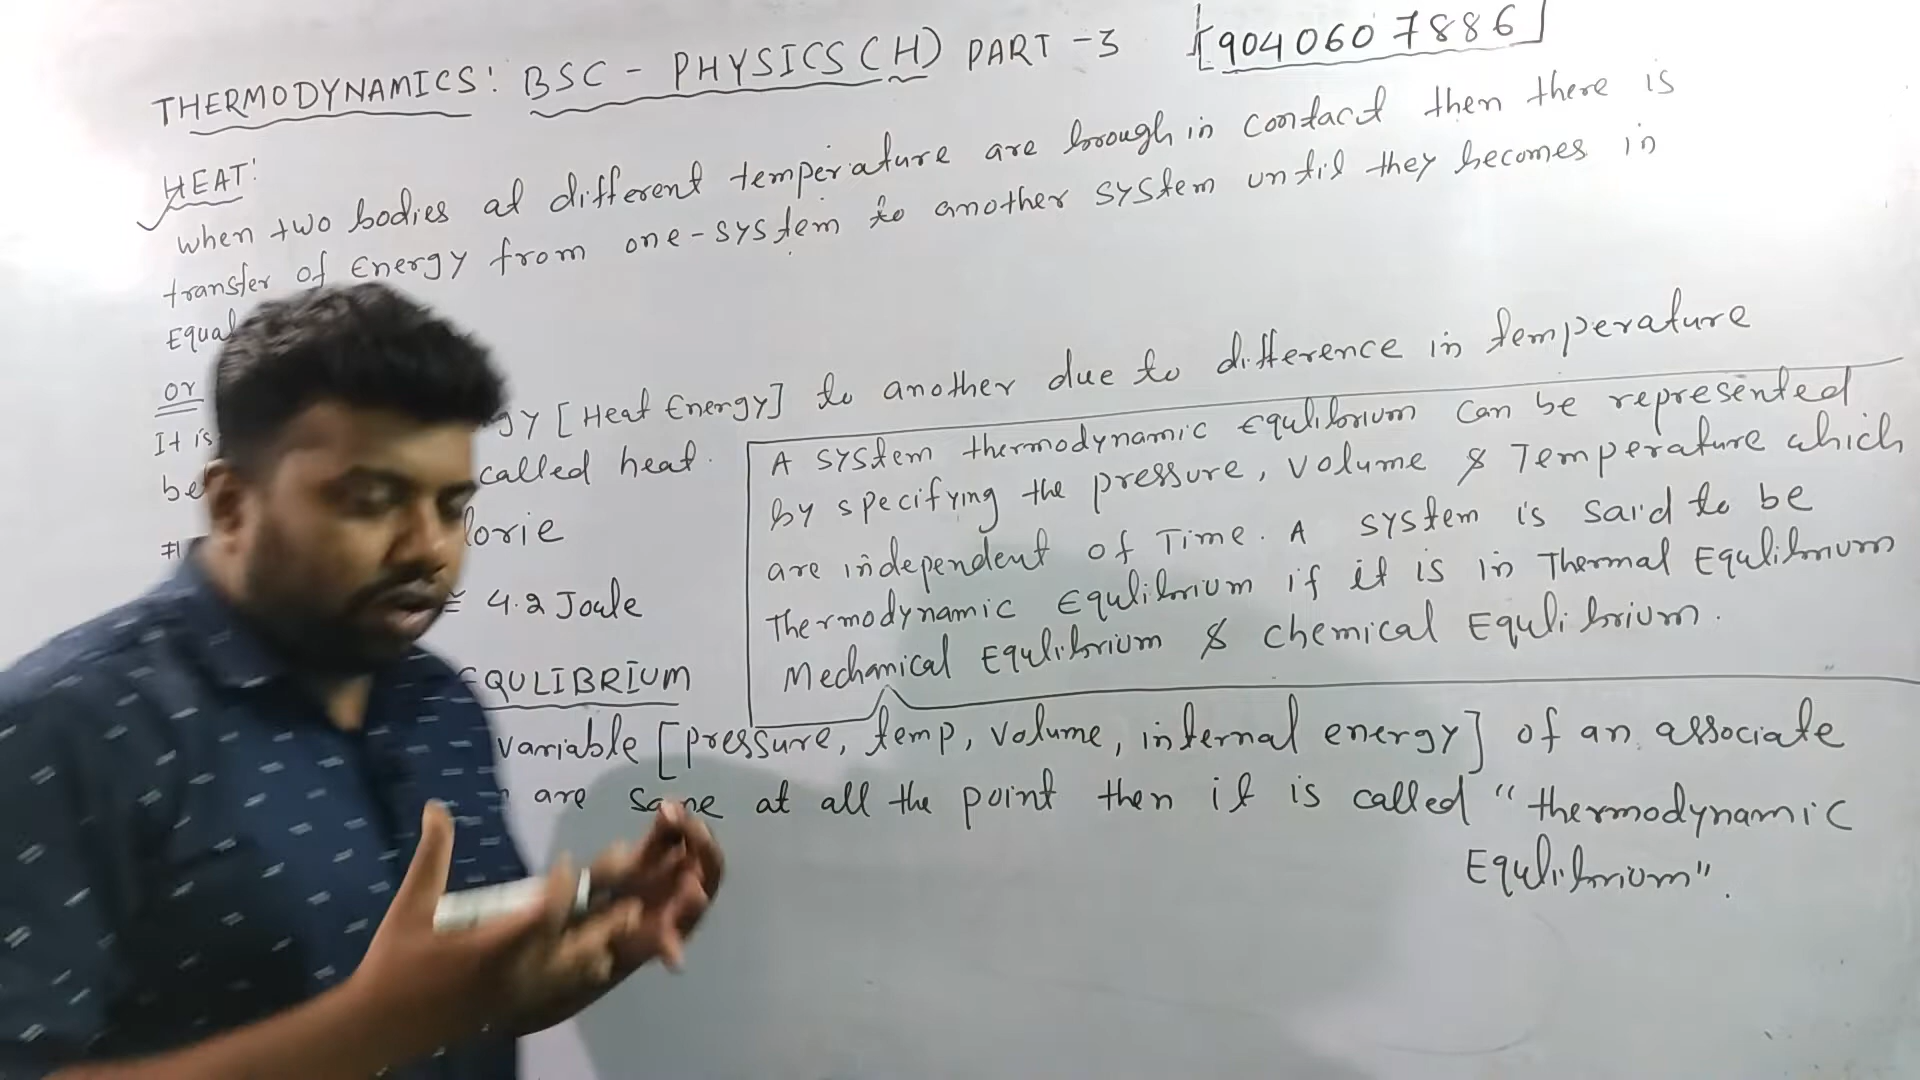 THERMODYNAMICS: BSC - PHYSICS (H) PART -3 [9040607886]
HEAT:
when two bodies at different temperature are brough in contact then there is
transfer of Energy from one-system to another system until they becomes in
Equal
or
It is gy [Heat Energy] to another due to difference in temperature
be called heat.
lorie
≅ 4.2 Joule
EQULIBRIUM
A system thermodynamic Equlibrium can be represented
by specifying the pressure, volume & Temperature which
are independent of Time. A system is said to be
Thermodynamic Equlibrium if it is in Thermal Equlibrium
Mechanical Equlibrium & chemical Equlibrium.
variable [pressure, temp, volume, internal energy] of an associate
are same at all the point then it is called "thermodynamic
Equlibrium".